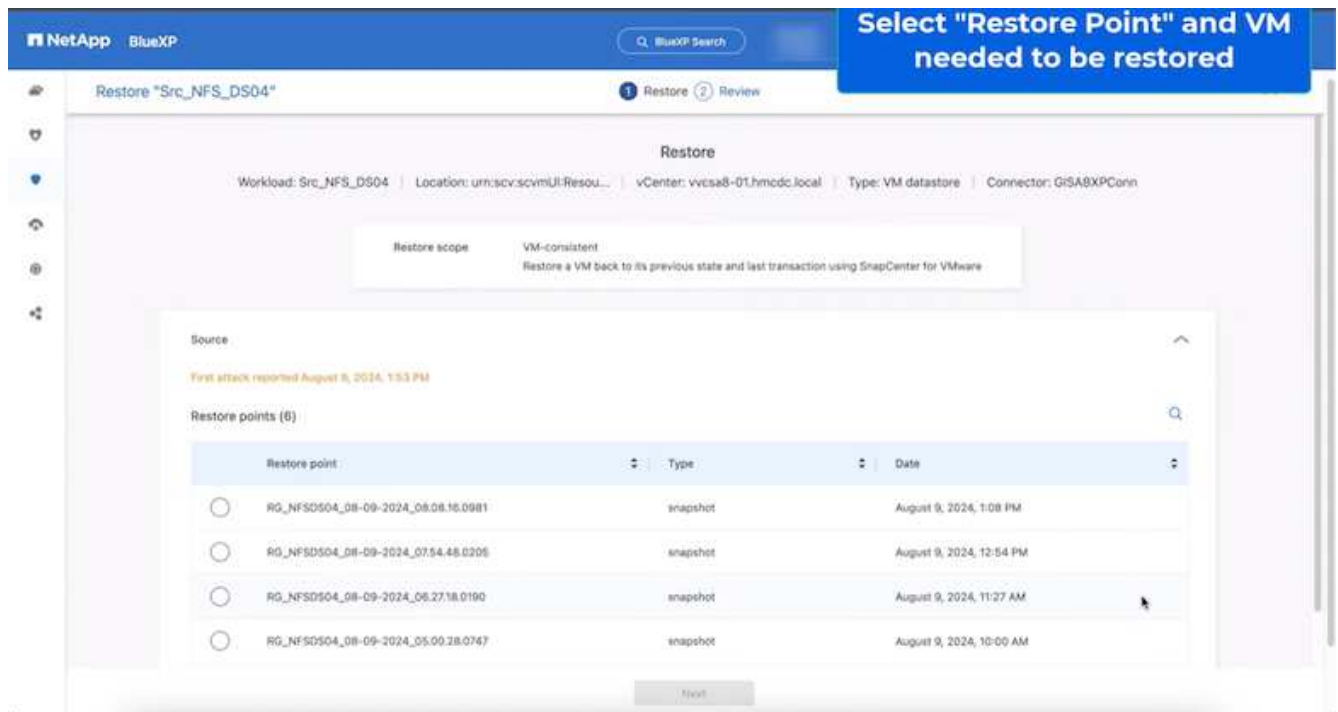 NetApp BlueXP
BlueXP Search
Select "Restore Point" and VM
needed to be restored
Restore "Src_NFS_DS04"
1 Restore 2 Review
Restore
Workload: Src_NFS_DS04 | Location: urn:scv:scvmUI:Resou... | vCenter: vvcsa8-01.hmcdc.local | Type: VM datastore | Connector: GISABXPConn
Restore scope VM-consistent
Restore a VM back to its previous state and last transaction using SnapCenter for VMware
Source
First attack reported August 9, 2024, 1:53 PM
Restore points (6)
Restore point Type Date
RG_NFSDS04_08-09-2024_08.08.16.0981 snapshot August 9, 2024, 1:08 PM
RG_NFSDS04_08-09-2024_07.54.48.0205 snapshot August 9, 2024, 12:54 PM
RG_NFSDS04_08-09-2024_06.27.18.0190 snapshot August 9, 2024, 11:27 AM
RG_NFSDS04_08-09-2024_05.00.28.0747 snapshot August 9, 2024, 10:00 AM
Next